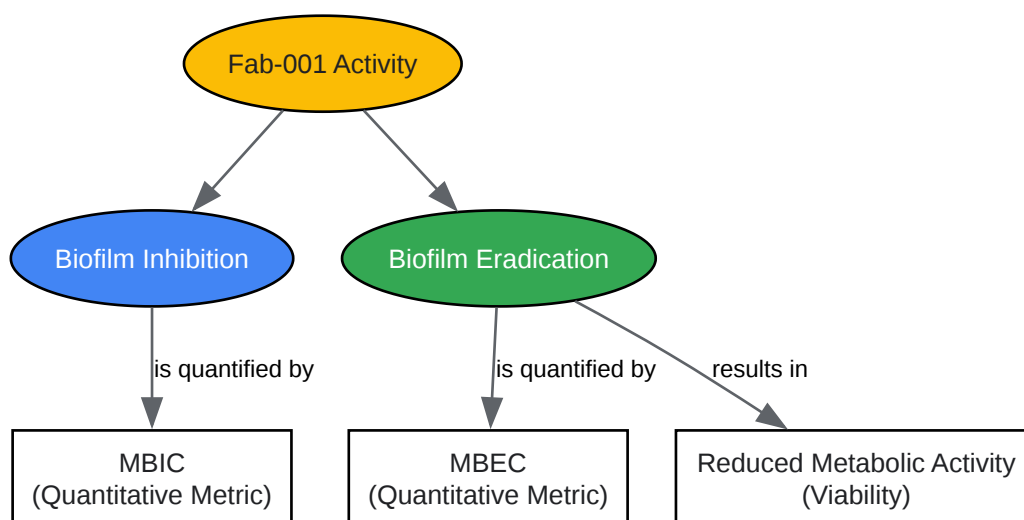 Fab-001 Activity
Biofilm Inhibition
Biofilm Eradication
is quantified by
is quantified by
results in
MBIC
(Quantitative Metric)
MBEC
(Quantitative Metric)
Reduced Metabolic Activity
(Viability)